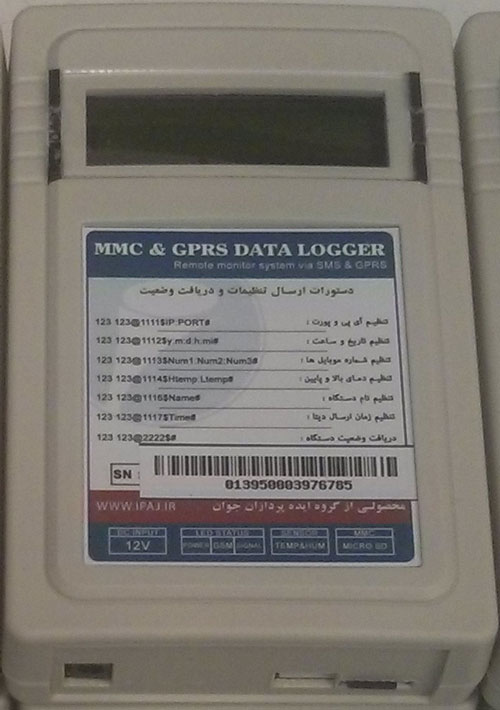 MMC & GPRS DATA LOGGER
Remote monitor system via SMS & GPRS
دستورات ارسال تنظیمات و دریافت وضعیت
تنظیم آی پی و پورت : 123 123@1111$IP:PORT#
تنظیم تاریخ و ساعت : 123 123@1112$y.m.d.h.mi#
تنظیم شماره موبایل ها : 123 123@1113$Num1:Num2:Num3#
تنظیم دمای بالا و پایین : 123 123@1114$Htemp:Ltemp#
تنظیم نام دستگاه : 123 123@1116$Name#
تنظیم زمان ارسال دیتا : 123 123@1117$Time#
دریافت وضعیت دستگاه : 123 123@2222$#
SN
013950003976785
محصولی از گروه ایده پردازان جوان WWW.IPAJ.IR
DC INPUT LED STATUS SENSOR MMC
12V POWER GSM SIGNAL TEMP&HUM MICRO SD